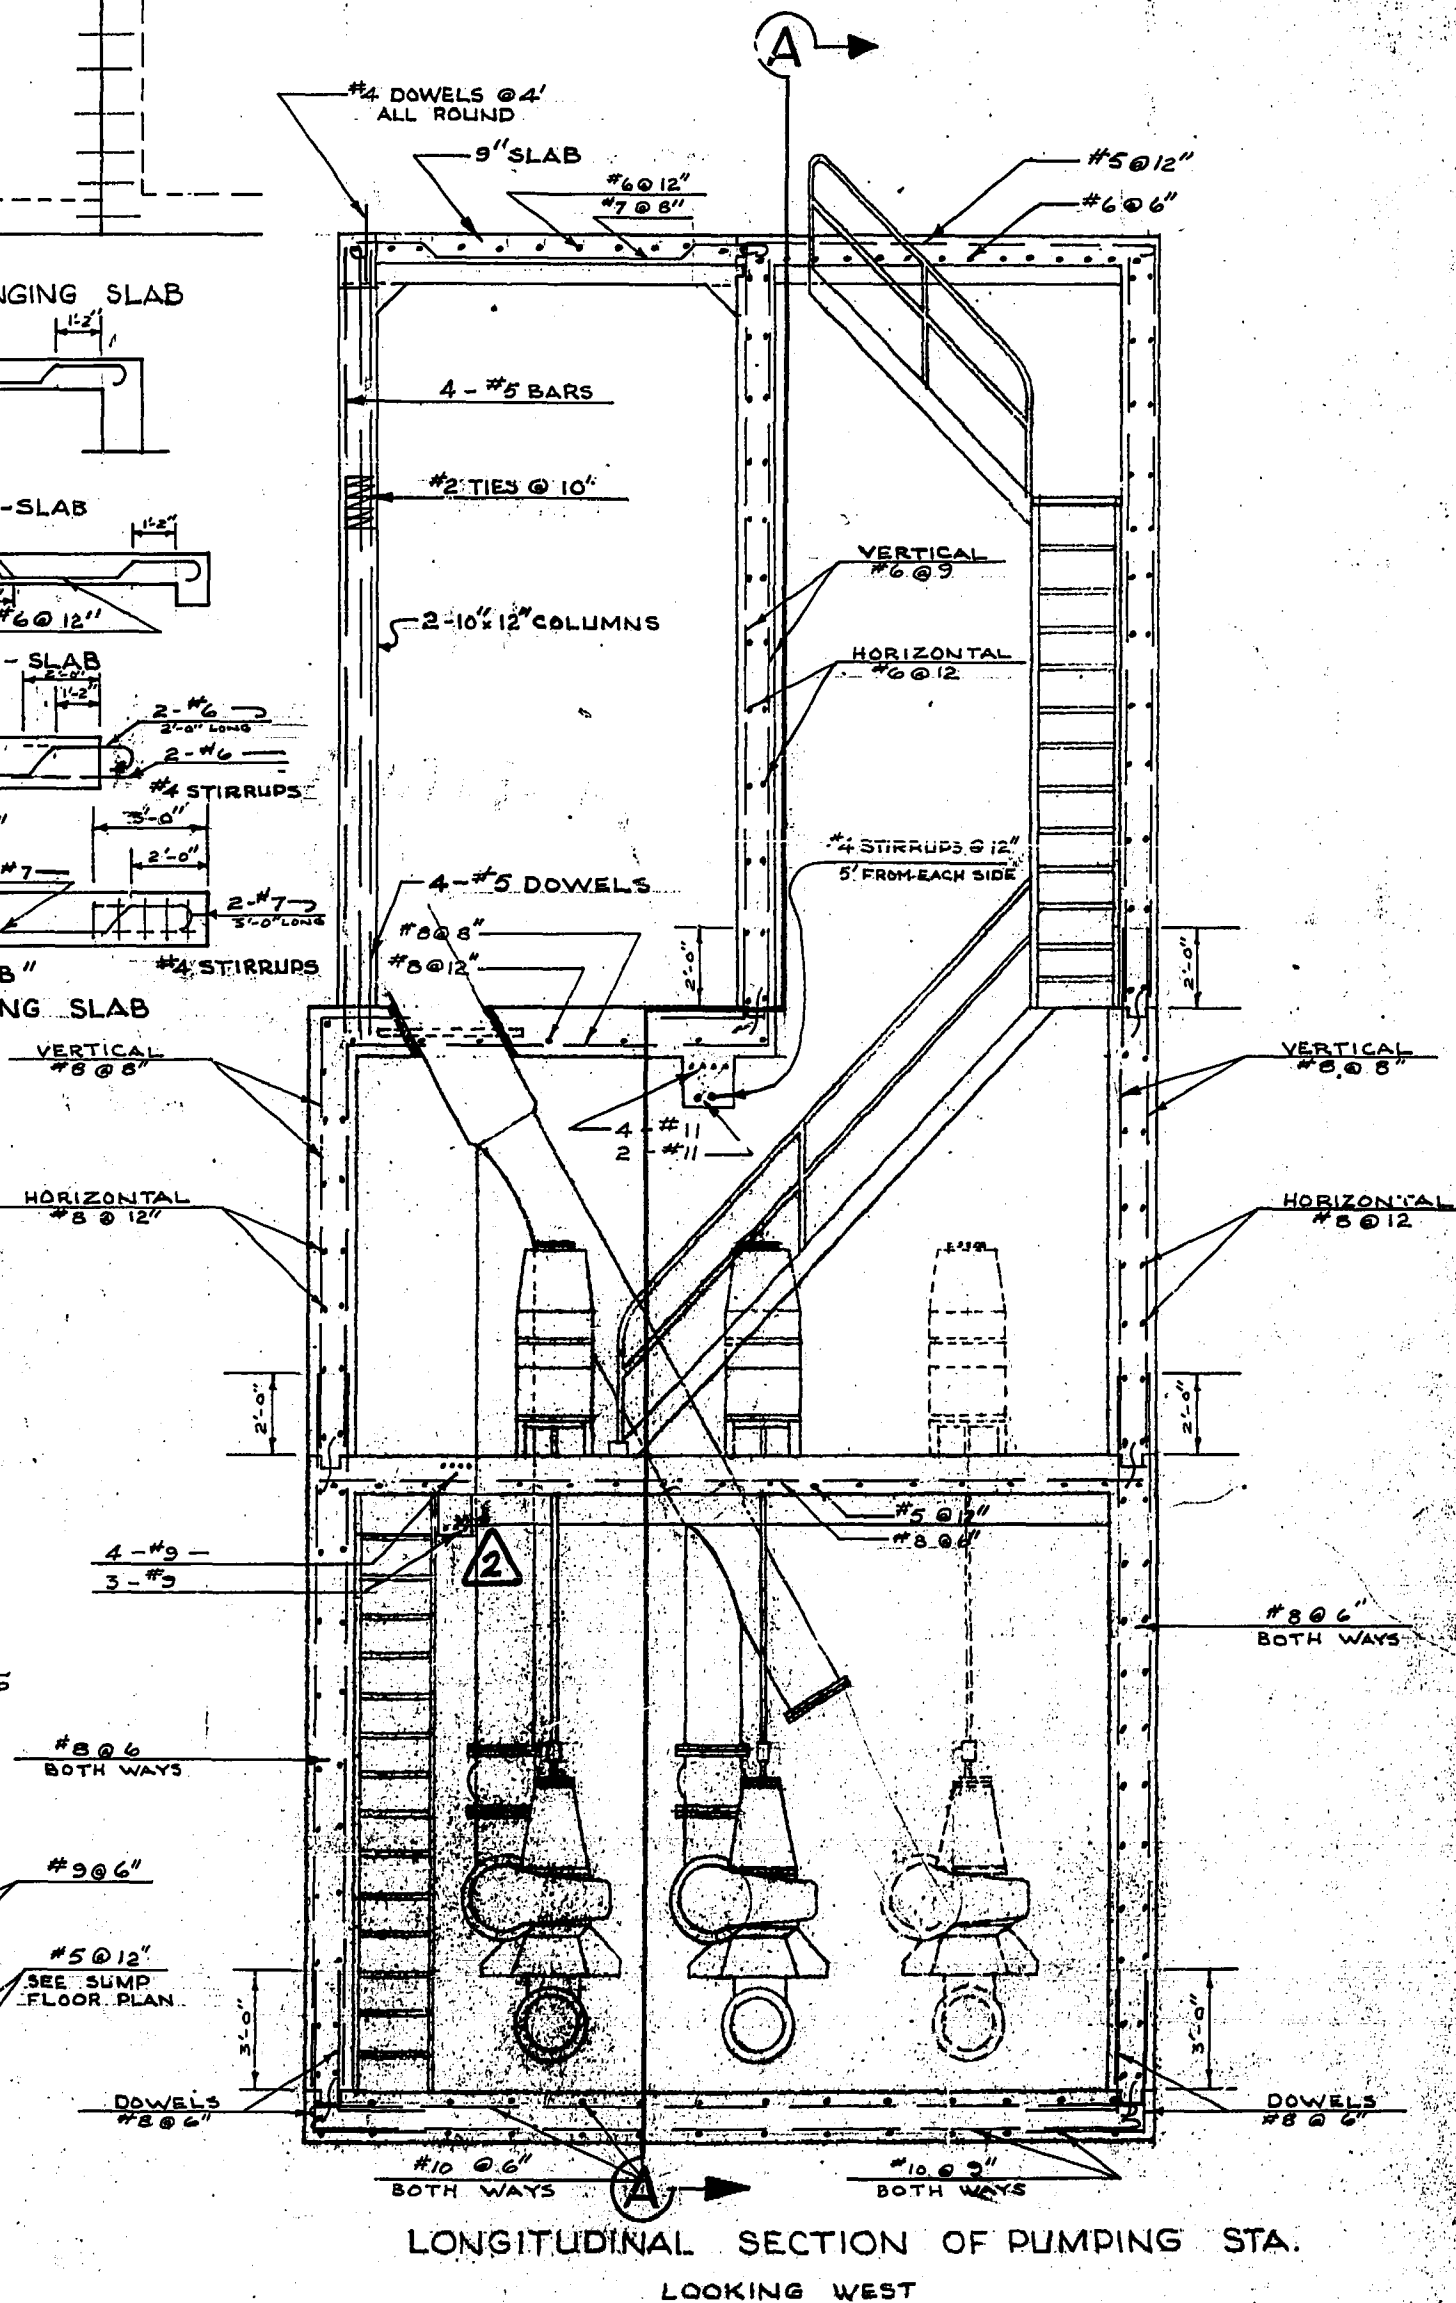 A
#4 DOWELS @ 4'
ALL ROUND
9" SLAB
#6 @ 12"
#7 @ 8"
#5 @ 12"
#6 @ 6"
NGING SLAB
1'-2"
4 - #5 BARS
#2 TIES @ 10"
-SLAB
1'-2"
#6 @ 12"
VERTICAL
#6 @ 9
2-10"x12" COLUMNS
HORIZONTAL
#6 @ 12
- SLAB
2'-0"
1'-2"
2-#6
2'-0" LONG
2-#6
#4 STIRRUPS
3'-0"
2'-0"
#7
2-#7
3'-0" LONG
#4 STIRRUPS
B"
NG SLAB
#4 STIRRUPS @ 12"
5' FROM EACH SIDE
4-#5 DOWELS
#8 @ 8"
#8 @ 12"
2'-0"
2'-0"
VERTICAL
#8 @ 8"
VERTICAL
#8 @ 8"
4 - #11
2 - #11
HORIZONTAL
#8 @ 12"
HORIZONTAL
#8 @ 12
2'-0"
2'-0"
4 - #9
3 - #9
2
#5 @ 12"
#8 @ 6"
#8 @ 6"
BOTH WAYS
#8 @ 6
BOTH WAYS
#9 @ 6"
#5 @ 12"
SEE SUMP
FLOOR PLAN
3'-0"
3'-0"
DOWELS
#8 @ 6"
DOWELS
#8 @ 6"
#10 @ 6"
BOTH WAYS
A
#10 @ 9"
BOTH WAYS
LONGITUDINAL SECTION OF PUMPING STA.
LOOKING WEST